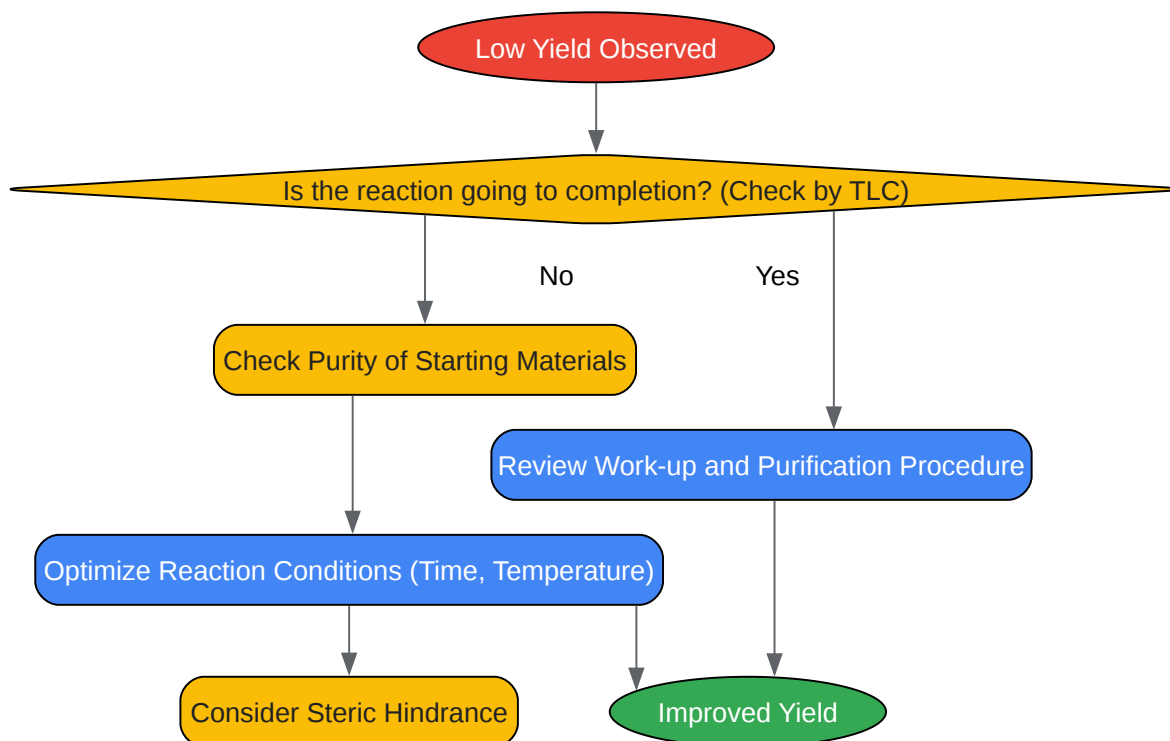 Low Yield Observed
Is the reaction going to completion? (Check by TLC)
No
Yes
Check Purity of Starting Materials
Review Work-up and Purification Procedure
Optimize Reaction Conditions (Time, Temperature)
Consider Steric Hindrance
Improved Yield